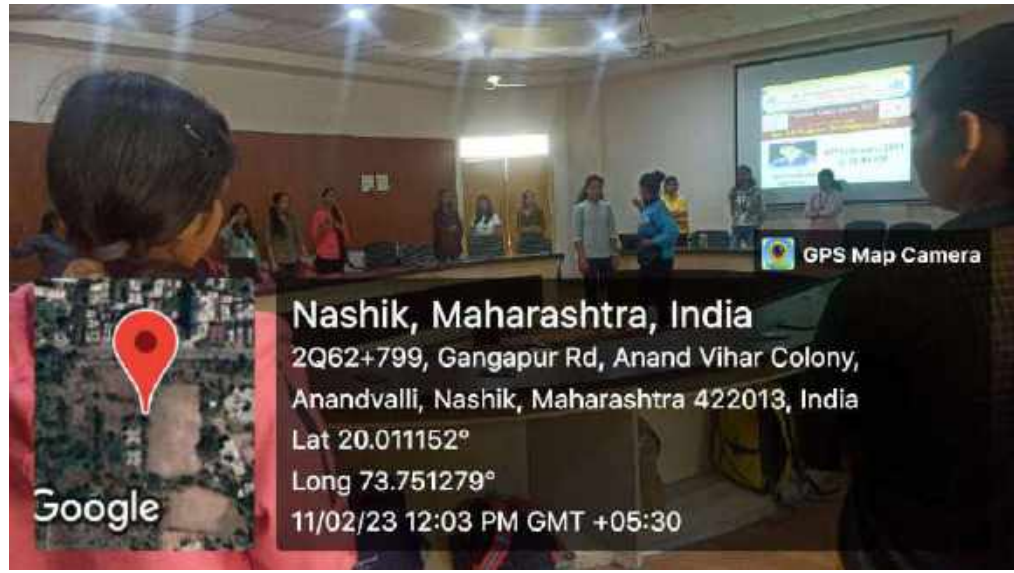 GPS Map Camera
Nashik, Maharashtra, India
2Q62+799, Gangapur Rd, Anand Vihar Colony,
Anandvalli, Nashik, Maharashtra 422013, India
Lat 20.011152°
Long 73.751279°
11/02/23 12:03 PM GMT +05:30
Google